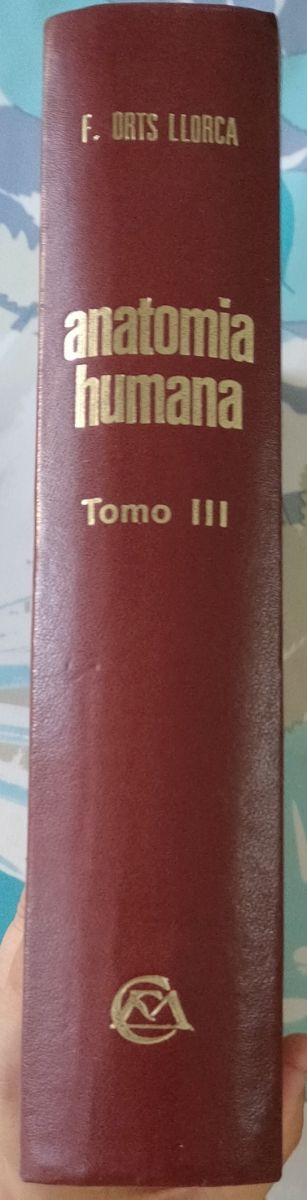 F. ORTS LLORCA
anatomia
humana
Tomo III